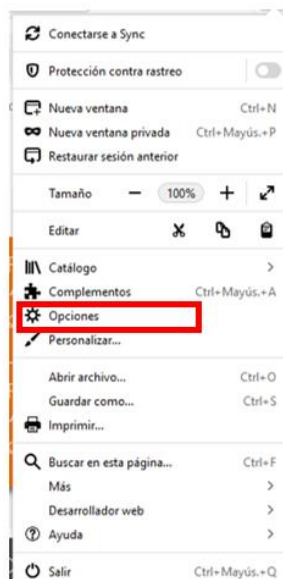 Conectarse a Sync
Protección contra rastreo
Nueva ventana Ctrl+N
Nueva ventana privada Ctrl+Mayús.+P
Restaurar sesión anterior
Tamaño 100%
Editar
Catálogo
Complementos Ctrl+Mayús.+A
Opciones
Personalizar...
Abrir archivo... Ctrl+O
Guardar como... Ctrl+S
Imprimir...
Buscar en esta página... Ctrl+F
Más
Desarrollador web
Ayuda
Salir Ctrl+Mayús.+Q